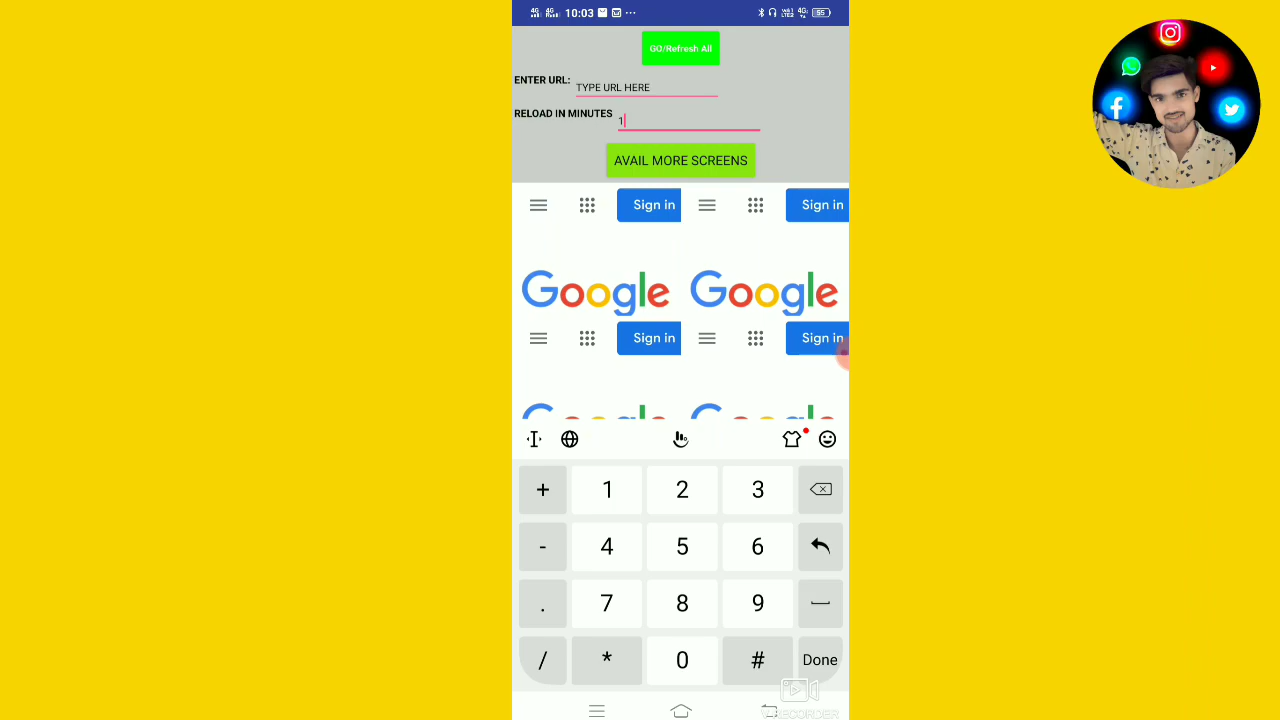 10:03
55
GO/Refresh All
ENTER URL: TYPE URL HERE
RELOAD IN MINUTES 1
AVAIL MORE SCREENS
Sign in Sign in
Google Google
Sign in Sign in
+ 1 2 3
- 4 5 6
. 7 8 9
/ * 0 # Done